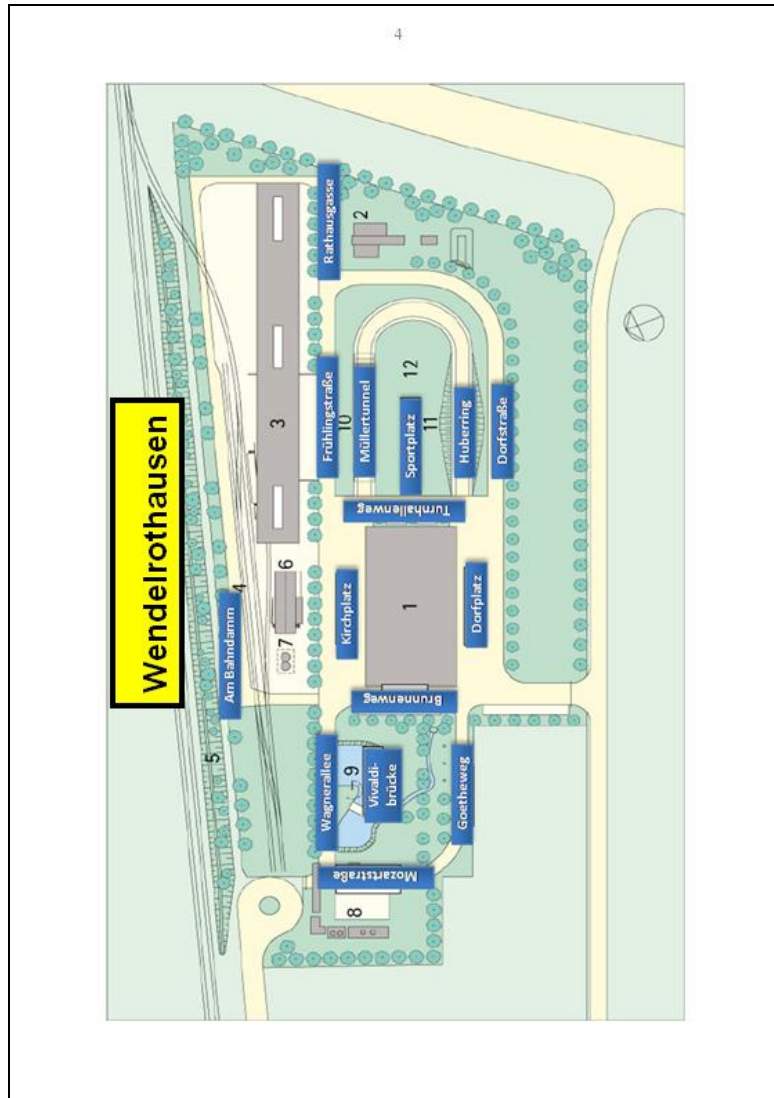 4
Wendelrothausen
Rathausgasse
2
3
Frühlingstraße
10
Müllertunnel
12
Sportplatz
11
Huberring
Dorfstraße
Turnhallenweg
4
Am Bahndamm
6
7
Kirchplatz
1
Dorfplatz
Brunnenweg
5
Wagnerallee
9
Vivaldi-
brücke
Goetheweg
Mozartstraße
8